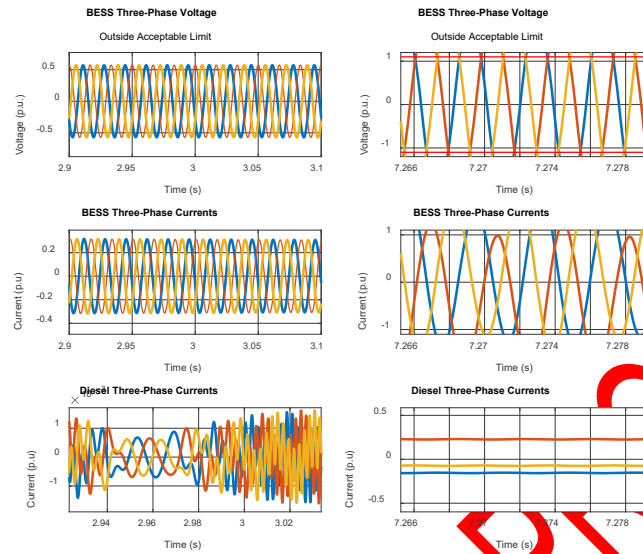 BESS Three-Phase Voltage
Outside Acceptable Limit
0.5
0
-0.5
Voltage (p.u.)
2.9 2.95 3 3.05 3.1
Time (s)
BESS Three-Phase Currents
0.2
0
-0.2
-0.4
Current (p.u)
2.9 2.95 3 3.05 3.1
Time (s)
Diesel Three-Phase Currents
×
1
0
-1
Current (p.u)
2.94 2.96 2.98 3 3.02
Time (s)
BESS Three-Phase Voltage
Outside Acceptable Limit
1
0
-1
Voltage (p.u.)
7.266 7.27 7.274 7.278
Time (s)
BESS Three-Phase Currents
1
0
-1
Current (p.u)
7.266 7.27 7.274 7.278
Time (s)
Diesel Three-Phase Currents
0.5
0
-0.5
Current (p.u)
7.266 7.27 7.274 7.278
Time (s)